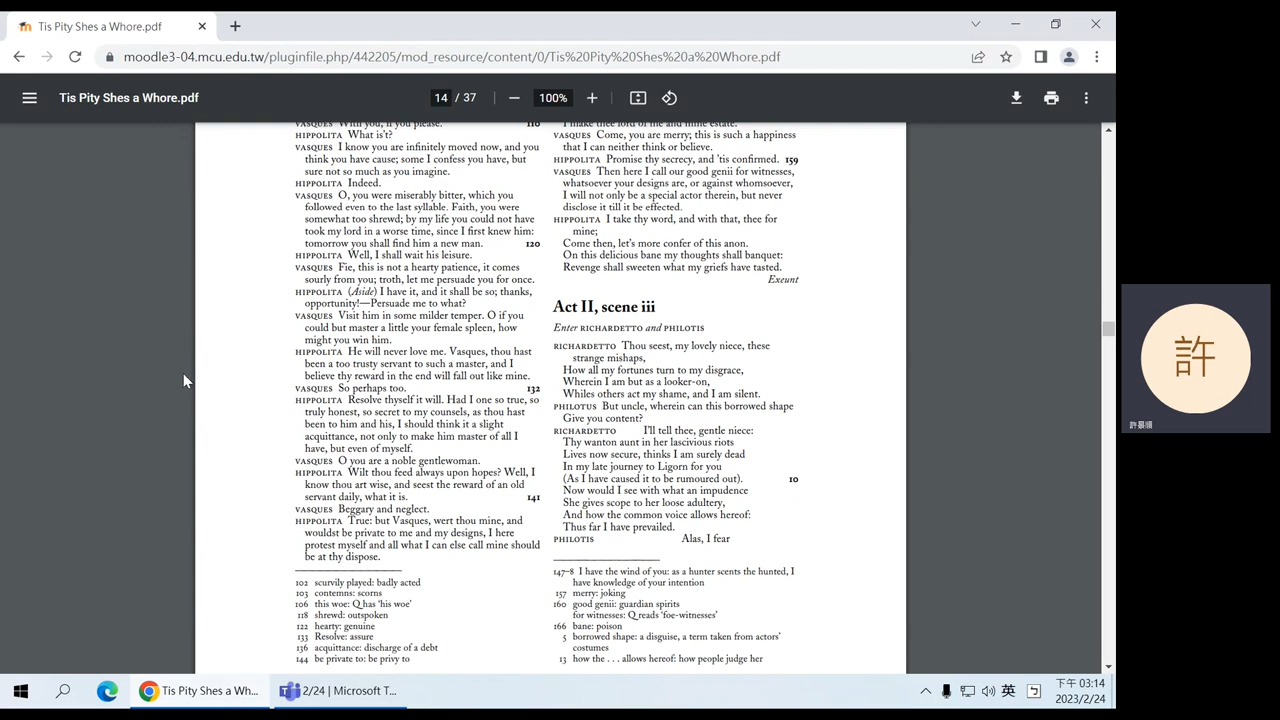 Tis Pity Shes a Whore.pdf
moodle3-04.mcu.edu.tw/pluginfile.php/442205/mod_resource/content/0/Tis%20Pity%20Shes%20a%20Whore.pdf
Tis Pity Shes a Whore.pdf
14 / 37
100%
VASQUES With you, if you please. 110
HIPPOLITA What is't?
VASQUES I know you are infinitely moved now, and you
think you have cause; some I confess you have, but
sure not so much as you imagine.
HIPPOLITA Indeed.
VASQUES O, you were miserably bitter, which you
followed even to the last syllable. Faith, you were
somewhat too shrewd; by my life you could not have
took my lord in a worse time, since I first knew him:
tomorrow you shall find him a new man. 120
HIPPOLITA Well, I shall wait his leisure.
VASQUES Fie, this is not a hearty patience, it comes
sourly from you; troth, let me persuade you for once.
HIPPOLITA (Aside) I have it, and it shall be so; thanks,
opportunity!—Persuade me to what?
VASQUES Visit him in some milder temper. O if you
could but master a little your female spleen, how
might you win him.
HIPPOLITA He will never love me. Vasques, thou hast
been a too trusty servant to such a master, and I
believe thy reward in the end will fall out like mine.
VASQUES So perhaps too. 132
HIPPOLITA Resolve thyself it will. Had I one so true, so
truly honest, so secret to my counsels, as thou hast
been to him and his, I should think it a slight
acquittance, not only to make him master of all I
have, but even of myself.
VASQUES O you are a noble gentlewoman.
HIPPOLITA Wilt thou feed always upon hopes? Well, I
know thou art wise, and seest the reward of an old
servant daily, what it is. 141
VASQUES Beggary and neglect.
HIPPOLITA True: but Vasques, wert thou mine, and
wouldst be private to me and my designs, I here
protest myself and all what I can else call mine should
be at thy dispose.
102 scurvily played: badly acted
103 contemns: scorns
106 this woe: Q has 'his woe'
118 shrewd: outspoken
122 hearty: genuine
133 Resolve: assure
136 acquittance: discharge of a debt
144 be private to: be privy to
I make thee lord of me and mine estate.
VASQUES Come, you are merry; this is such a happiness
that I can neither think or believe.
HIPPOLITA Promise thy secrecy, and 'tis confirmed. 159
VASQUES Then here I call our good genii for witnesses,
whatsoever your designs are, or against whomsoever,
I will not only be a special actor therein, but never
disclose it till it be effected.
HIPPOLITA I take thy word, and with that, thee for
mine;
Come then, let's more confer of this anon.
On this delicious bane my thoughts shall banquet:
Revenge shall sweeten what my griefs have tasted.
Exeunt
Act II, scene iii
Enter RICHARDETTO and PHILOTIS
RICHARDETTO Thou seest, my lovely niece, these
strange mishaps,
How all my fortunes turn to my disgrace,
Wherein I am but as a looker-on,
Whiles others act my shame, and I am silent.
PHILOTUS But uncle, wherein can this borrowed shape
Give you content?
RICHARDETTO I'll tell thee, gentle niece:
Thy wanton aunt in her lascivious riots
Lives now secure, thinks I am surely dead
In my late journey to Ligorn for you
(As I have caused it to be rumoured out). 10
Now would I see with what an impudence
She gives scope to her loose adultery,
And how the common voice allows hereof:
Thus far I have prevailed.
PHILOTIS Alas, I fear
147–8 I have the wind of you: as a hunter scents the hunted, I
have knowledge of your intention
157 merry: joking
160 good genii: guardian spirits
for witnesses: Q reads 'foe-witnesses'
166 bane: poison
5 borrowed shape: a disguise, a term taken from actors'
costumes
13 how the . . . allows hereof: how people judge her
許
許景順
Tis Pity Shes a Wh...
2/24 | Microsoft T...
英
下午 03:14
2023/2/24